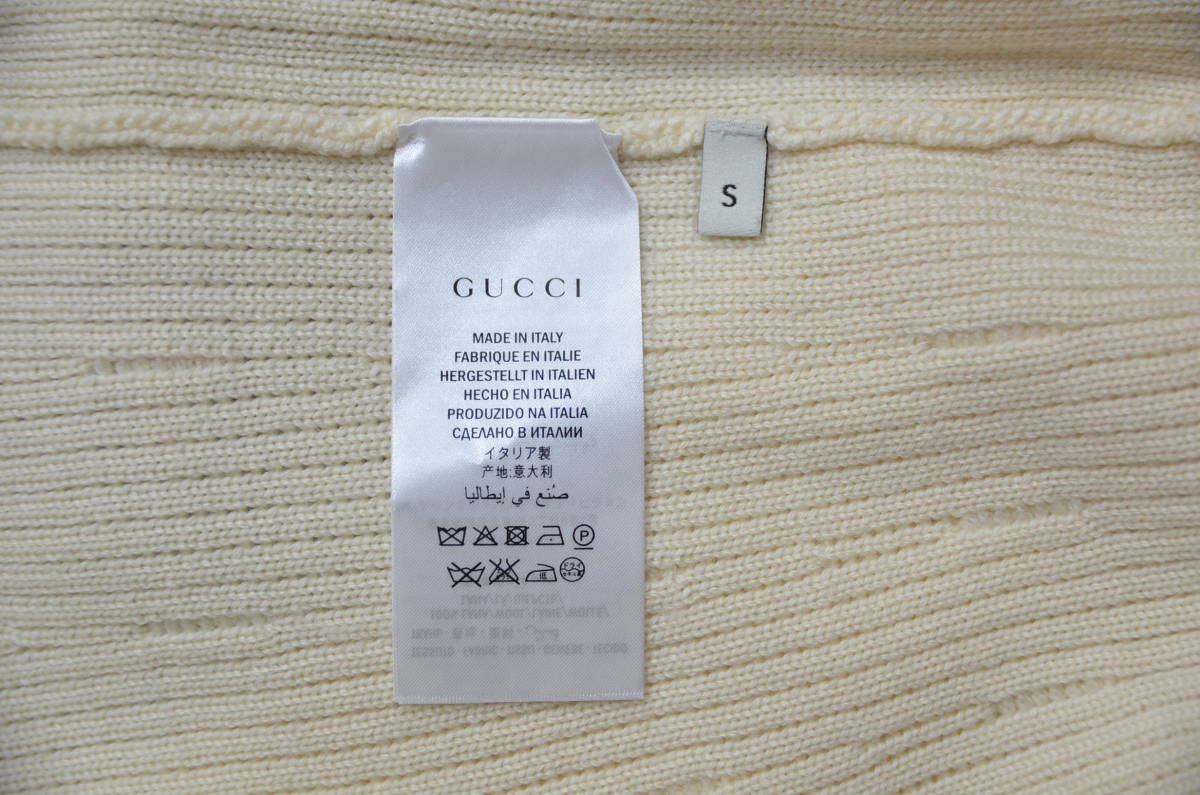 GUCCI
MADE IN ITALY
FABRIQUE EN ITALIE
HERGESTELLT IN ITALIEN
HECHO EN ITALIA
PRODUZIDO NA ITALIA
СДЕЛАНО В ИТАЛИИ
イタリア製
产地:意大利
صُنع في إيطاليا
P
S